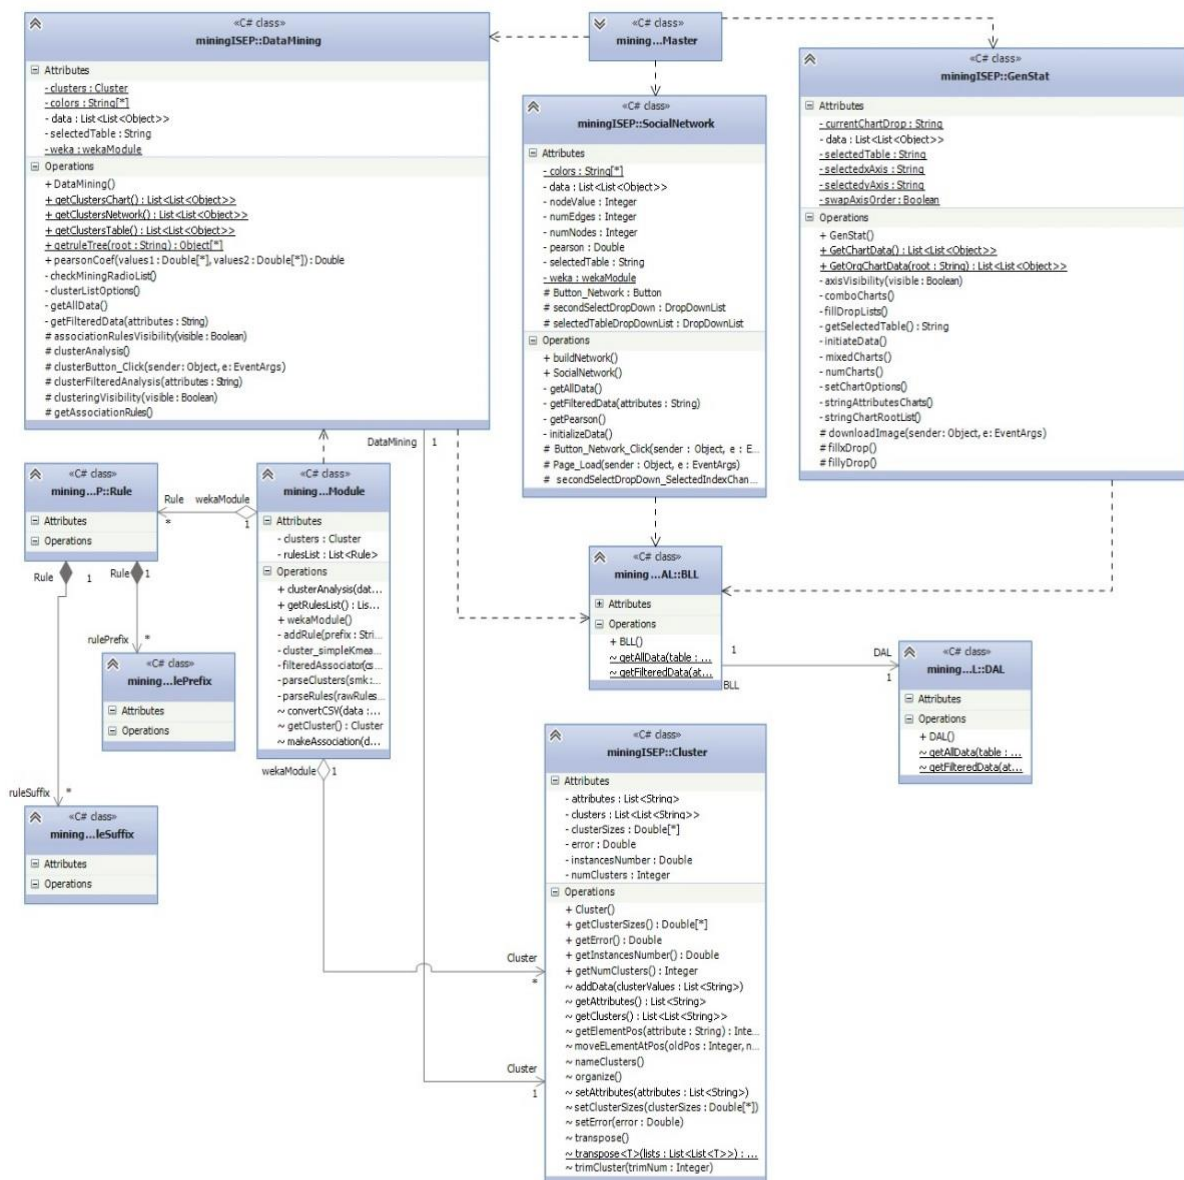 «C# class»
miningISEP::DataMining
Attributes
- clusters : Cluster
- colors : String[*]
- data : List<List<Object>>
- selectedTable : String
- weka : wekaModule
Operations
+ DataMining()
+ getClustersChart() : List<List<Object>>
+ getClustersNetwork() : List<List<Object>>
+ getClustersTable() : List<List<Object>>
+ getruleTree(root : String) : Object[*]
+ pearsonCoef(values1 : Double[*], values2 : Double[*]) : Double
- checkMiningRadioList()
- clusterListOptions()
- getAllData()
- getFilteredData(attributes : String)
# associationRulesVisibility(visible : Boolean)
# clusterAnalysis()
# clusterButton_Click(sender: Object, e: EventArgs)
# clusterFilteredAnalysis(attributes : String)
# clusteringVisibility(visible : Boolean)
# getAssociationRules()
«C# class»
mining...Master
«C# class»
miningISEP::SocialNetwork
Attributes
- colors : String[*]
- data : List<List<Object>>
- nodeValue : Integer
- numEdges : Integer
- numNodes : Integer
- pearson : Double
- selectedTable : String
- weka : wekaModule
# Button_Network : Button
# secondSelectDropDown : DropDownList
# selectedTableDropDownList : DropDownList
Operations
+ buildNetwork()
+ SocialNetwork()
- getAllData()
- getFilteredData(attributes : String)
- getPearson()
- initializeData()
# Button_Network_Click(sender : Object, e : E...
# Page_Load(sender : Object, e : EventArgs)
# secondSelectDropDown_SelectedIndexChan...
«C# class»
miningISEP::GenStat
Attributes
- currentChartDrop : String
- data : List<List<Object>>
- selectedTable : String
- selectedxAxis : String
- selectedyAxis : String
- swapAxisOrder : Boolean
Operations
+ GenStat()
+ GetChartData() : List<List<Object>>
+ GetOrgChartData(root : String) : List<List<Object>>
- axisVisibility(visible : Boolean)
- comboCharts()
- fillDropLists()
- getSelectedTable() : String
- initiateData()
- mixedCharts()
- numCharts()
- setChartOptions()
- stringAttributesCharts()
- stringChartRootList()
# downloadImage(sender: Object, e: EventArgs)
# fillxDrop()
# fillyDrop()
DataMining
1
«C# class»
mining...P::Rule
Attributes
Operations
Rule
*
wekaModule
1
«C# class»
mining...Module
Attributes
- clusters : Cluster
- rulesList : List<Rule>
Operations
+ clusterAnalysis(dat...
+ getRulesList() : Lis...
+ wekaModule()
- addRule(prefix : Stri...
- cluster_simpleKmea...
- filteredAssociator(cs...
- parseClusters(smk :...
- parseRules(rawRules...
~ convertCSV(data :...
~ getCluster() : Cluster
~ makeAssociation(d...
Rule
1
Rule
1
rulePrefix
*
«C# class»
mining...lePrefix
Attributes
Operations
ruleSuffix
*
«C# class»
mining...leSuffix
Attributes
Operations
wekaModule
1
«C# class»
mining...AL::BLL
Attributes
Operations
+ BLL()
~ getAllData(table : ...
~ getFilteredData(at...
1
BLL
DAL
1
«C# class»
mining...L::DAL
Attributes
Operations
+ DAL()
~ getAllData(table : ...
~ getFilteredData(at...
Cluster
*
Cluster
1
«C# class»
miningISEP::Cluster
Attributes
- attributes : List<String>
- clusters : List<List<String>>
- clusterSizes : Double[*]
- error : Double
- instancesNumber : Double
- numClusters : Integer
Operations
+ Cluster()
+ getClusterSizes() : Double[*]
+ getError() : Double
+ getInstancesNumber() : Double
+ getNumClusters() : Integer
~ addData(clusterValues : List<String>)
~ getAttributes() : List<String>
~ getClusters() : List<List<String>>
~ getElementPos(attribute : String) : Inte...
~ moveELementAtPos(oldPos : Integer, n...
~ nameClusters()
~ organize()
~ setAttributes(attributes : List<String>)
~ setClusterSizes(clusterSizes : Double[*])
~ setError(error : Double)
~ transpose()
~ transpose<T>(lists : List<List<T>>) : ...
~ trimCluster(trimNum : Integer)